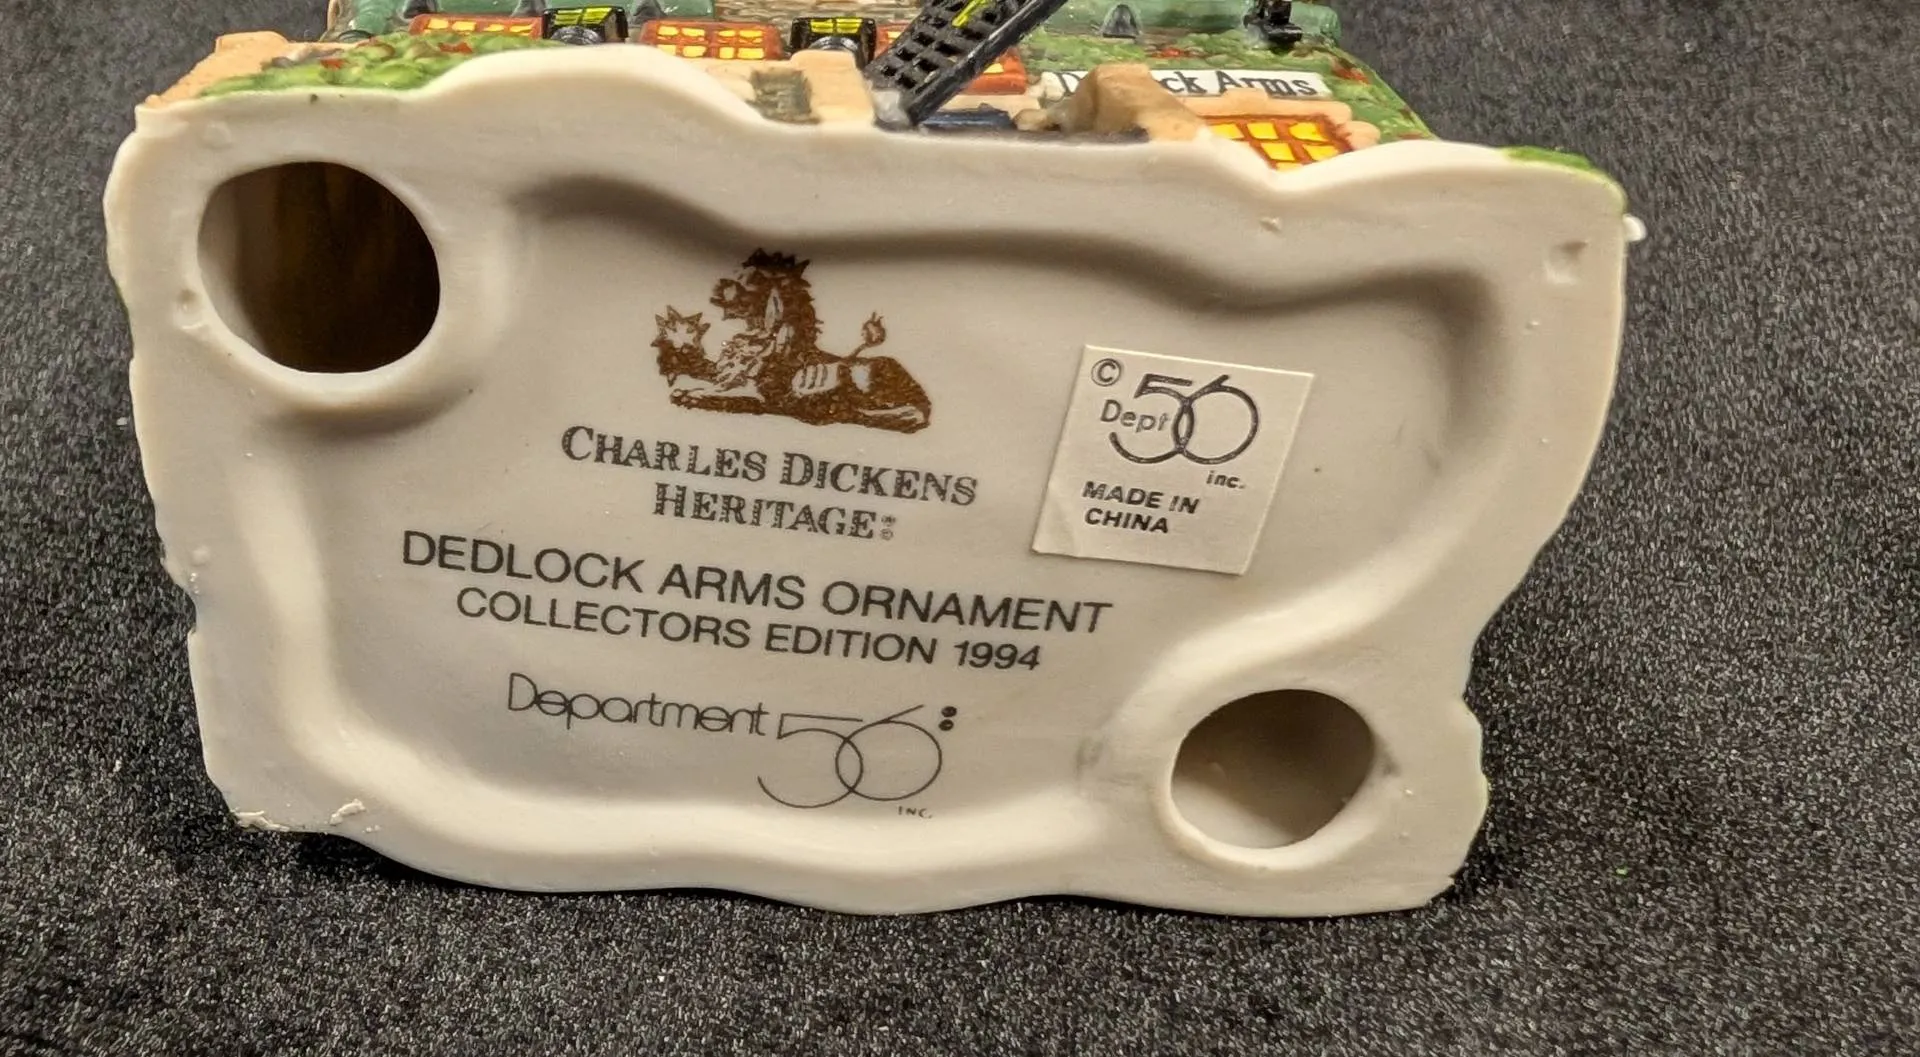 Dedlock Arms
CHARLES DICKENS
HERITAGE®
DEDLOCK ARMS ORNAMENT
COLLECTORS EDITION 1994
Department 56®
INC.
© Dept 56
inc.
MADE IN
CHINA